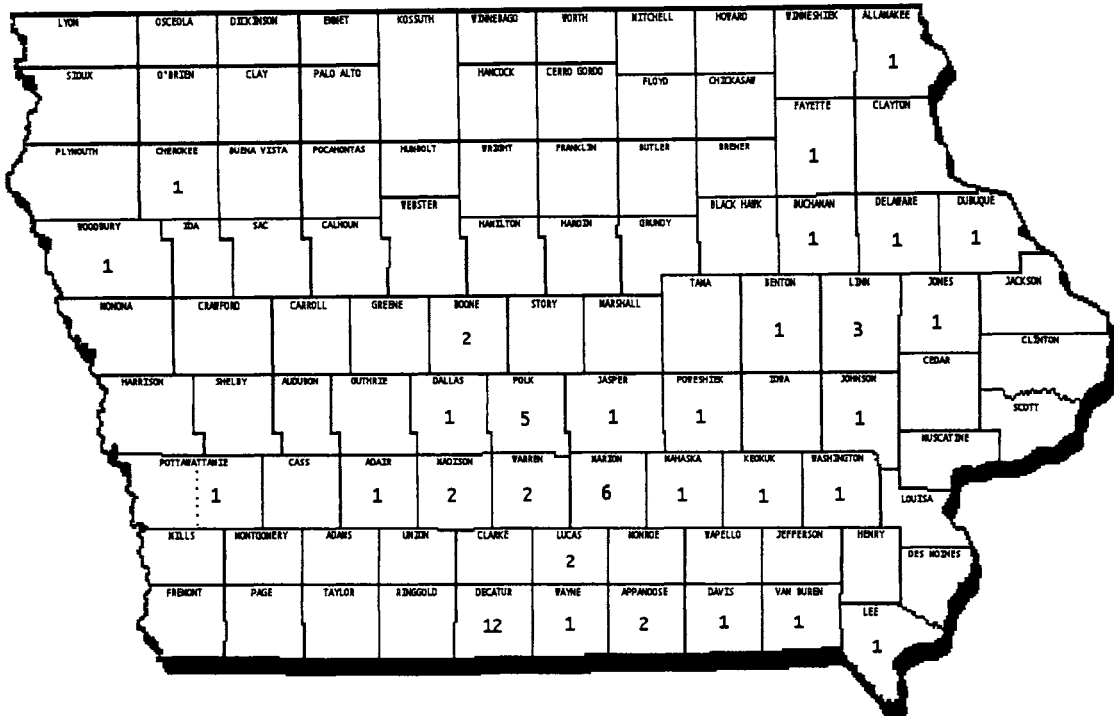 LYON OSCEOLA DICKINSON EMMET KOSSUTH WINNEBAGO WORTH MITCHELL HOWARD WINNESHIEK ALLAMAKEE
1
SIOUX O'BRIEN CLAY PALO ALTO HANCOCK CERRO GORDO FLOYD CHICKASAW
FAYETTE CLAYTON
1
PLYMOUTH CHEROKEE BUENA VISTA POCAHONTAS HUMBOLT WRIGHT FRANKLIN BUTLER BREMER
1
WEBSTER BLACK HAWK BUCHANAN DELAWARE DUBUQUE
1 1 1
WOODBURY IDA SAC CALHOUN HAMILTON HARDIN GRUNDY
1
TAMA BENTON LINN JONES JACKSON
1 3 1
MONONA CRAWFORD CARROLL GREENE BOONE STORY MARSHALL
2
CLINTON
CEDAR
HARRISON SHELBY AUDUBON GUTHRIE DALLAS POLK JASPER POWESHIEK IOWA JOHNSON
1 5 1 1 1
SCOTT
MUSCATINE
POTTAWATTAMIE CASS ADAIR MADISON WARREN MARION MAHASKA KEOKUK WASHINGTON
1 1 2 2 6 1 1 1
LOUISA
MILLS MONTGOMERY ADAMS UNION CLARKE LUCAS MONROE WAPELLO JEFFERSON HENRY
2
DES MOINES
FREMONT PAGE TAYLOR RINGGOLD DECATUR WAYNE APPANOOSE DAVIS VAN BUREN
12 1 2 1 1
LEE
1